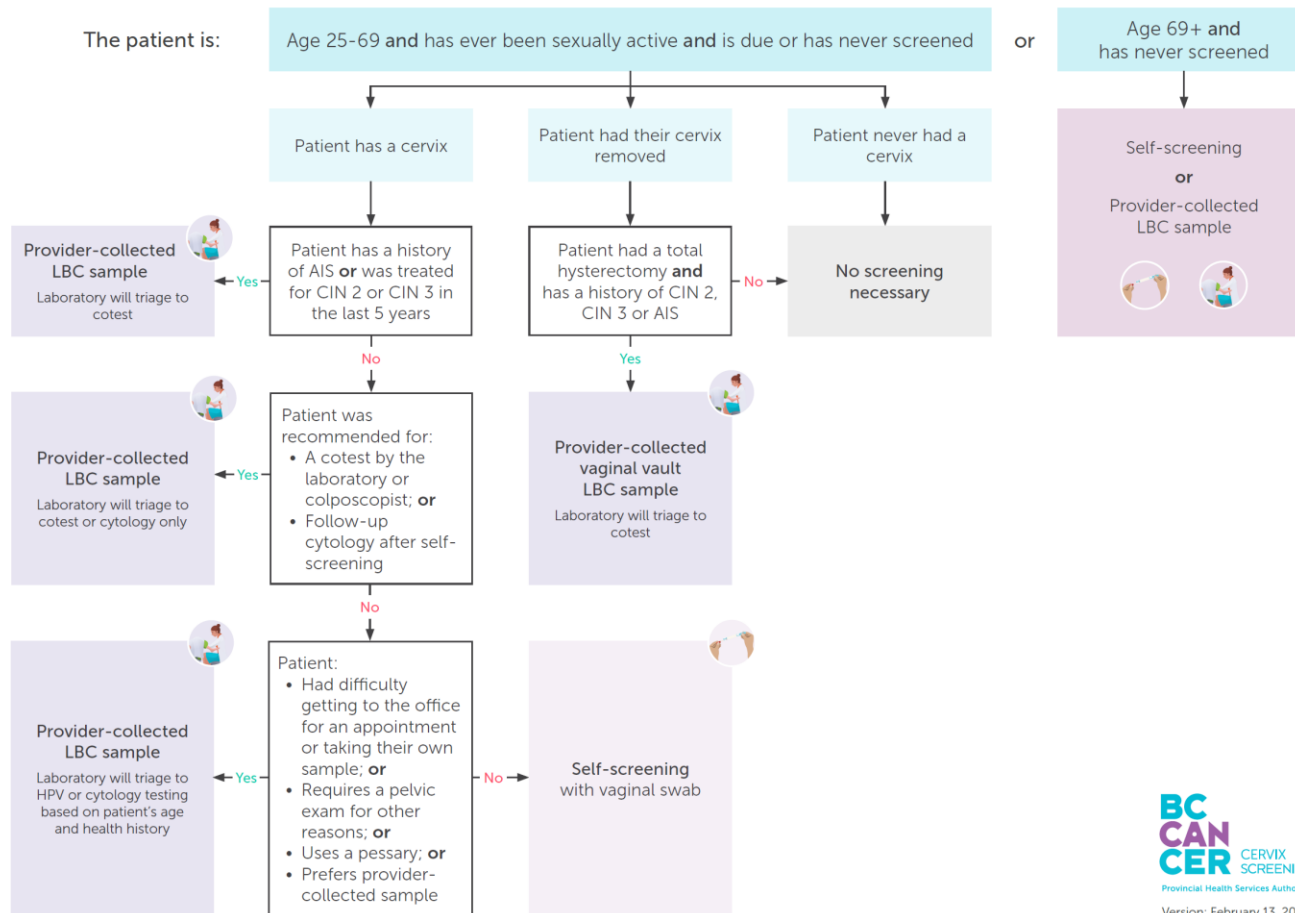 The patient is:
Age 25-69 and has ever been sexually active and is due or has never screened
or
Age 69+ and
has never screened
Patient has a cervix
Patient had their cervix
removed
Patient never had a
cervix
Self-screening
or
Provider-collected
LBC sample
Provider-collected
LBC sample
Laboratory will triage to
cotest
Yes
Patient has a history
of AIS or was treated
for CIN 2 or CIN 3 in
the last 5 years
Patient had a total
hysterectomy and
has a history of CIN 2,
CIN 3 or AIS
No
No screening
necessary
No
Yes
Provider-collected
LBC sample
Laboratory will triage to
cotest or cytology only
Yes
Patient was
recommended for:
• A cotest by the
laboratory or
colposcopist; or
• Follow-up
cytology after self-
screening
Provider-collected
vaginal vault
LBC sample
Laboratory will triage to
cotest
No
Provider-collected
LBC sample
Laboratory will triage to
HPV or cytology testing
based on patient's age
and health history
Yes
Patient:
• Had difficulty
getting to the office
for an appointment
or taking their own
sample; or
• Requires a pelvic
exam for other
reasons; or
• Uses a pessary; or
• Prefers provider-
collected sample
No
Self-screening
with vaginal swab
BC
CAN
CER
CERVIX
SCREENI
Provincial Health Services Autho
Version: February 13, 20